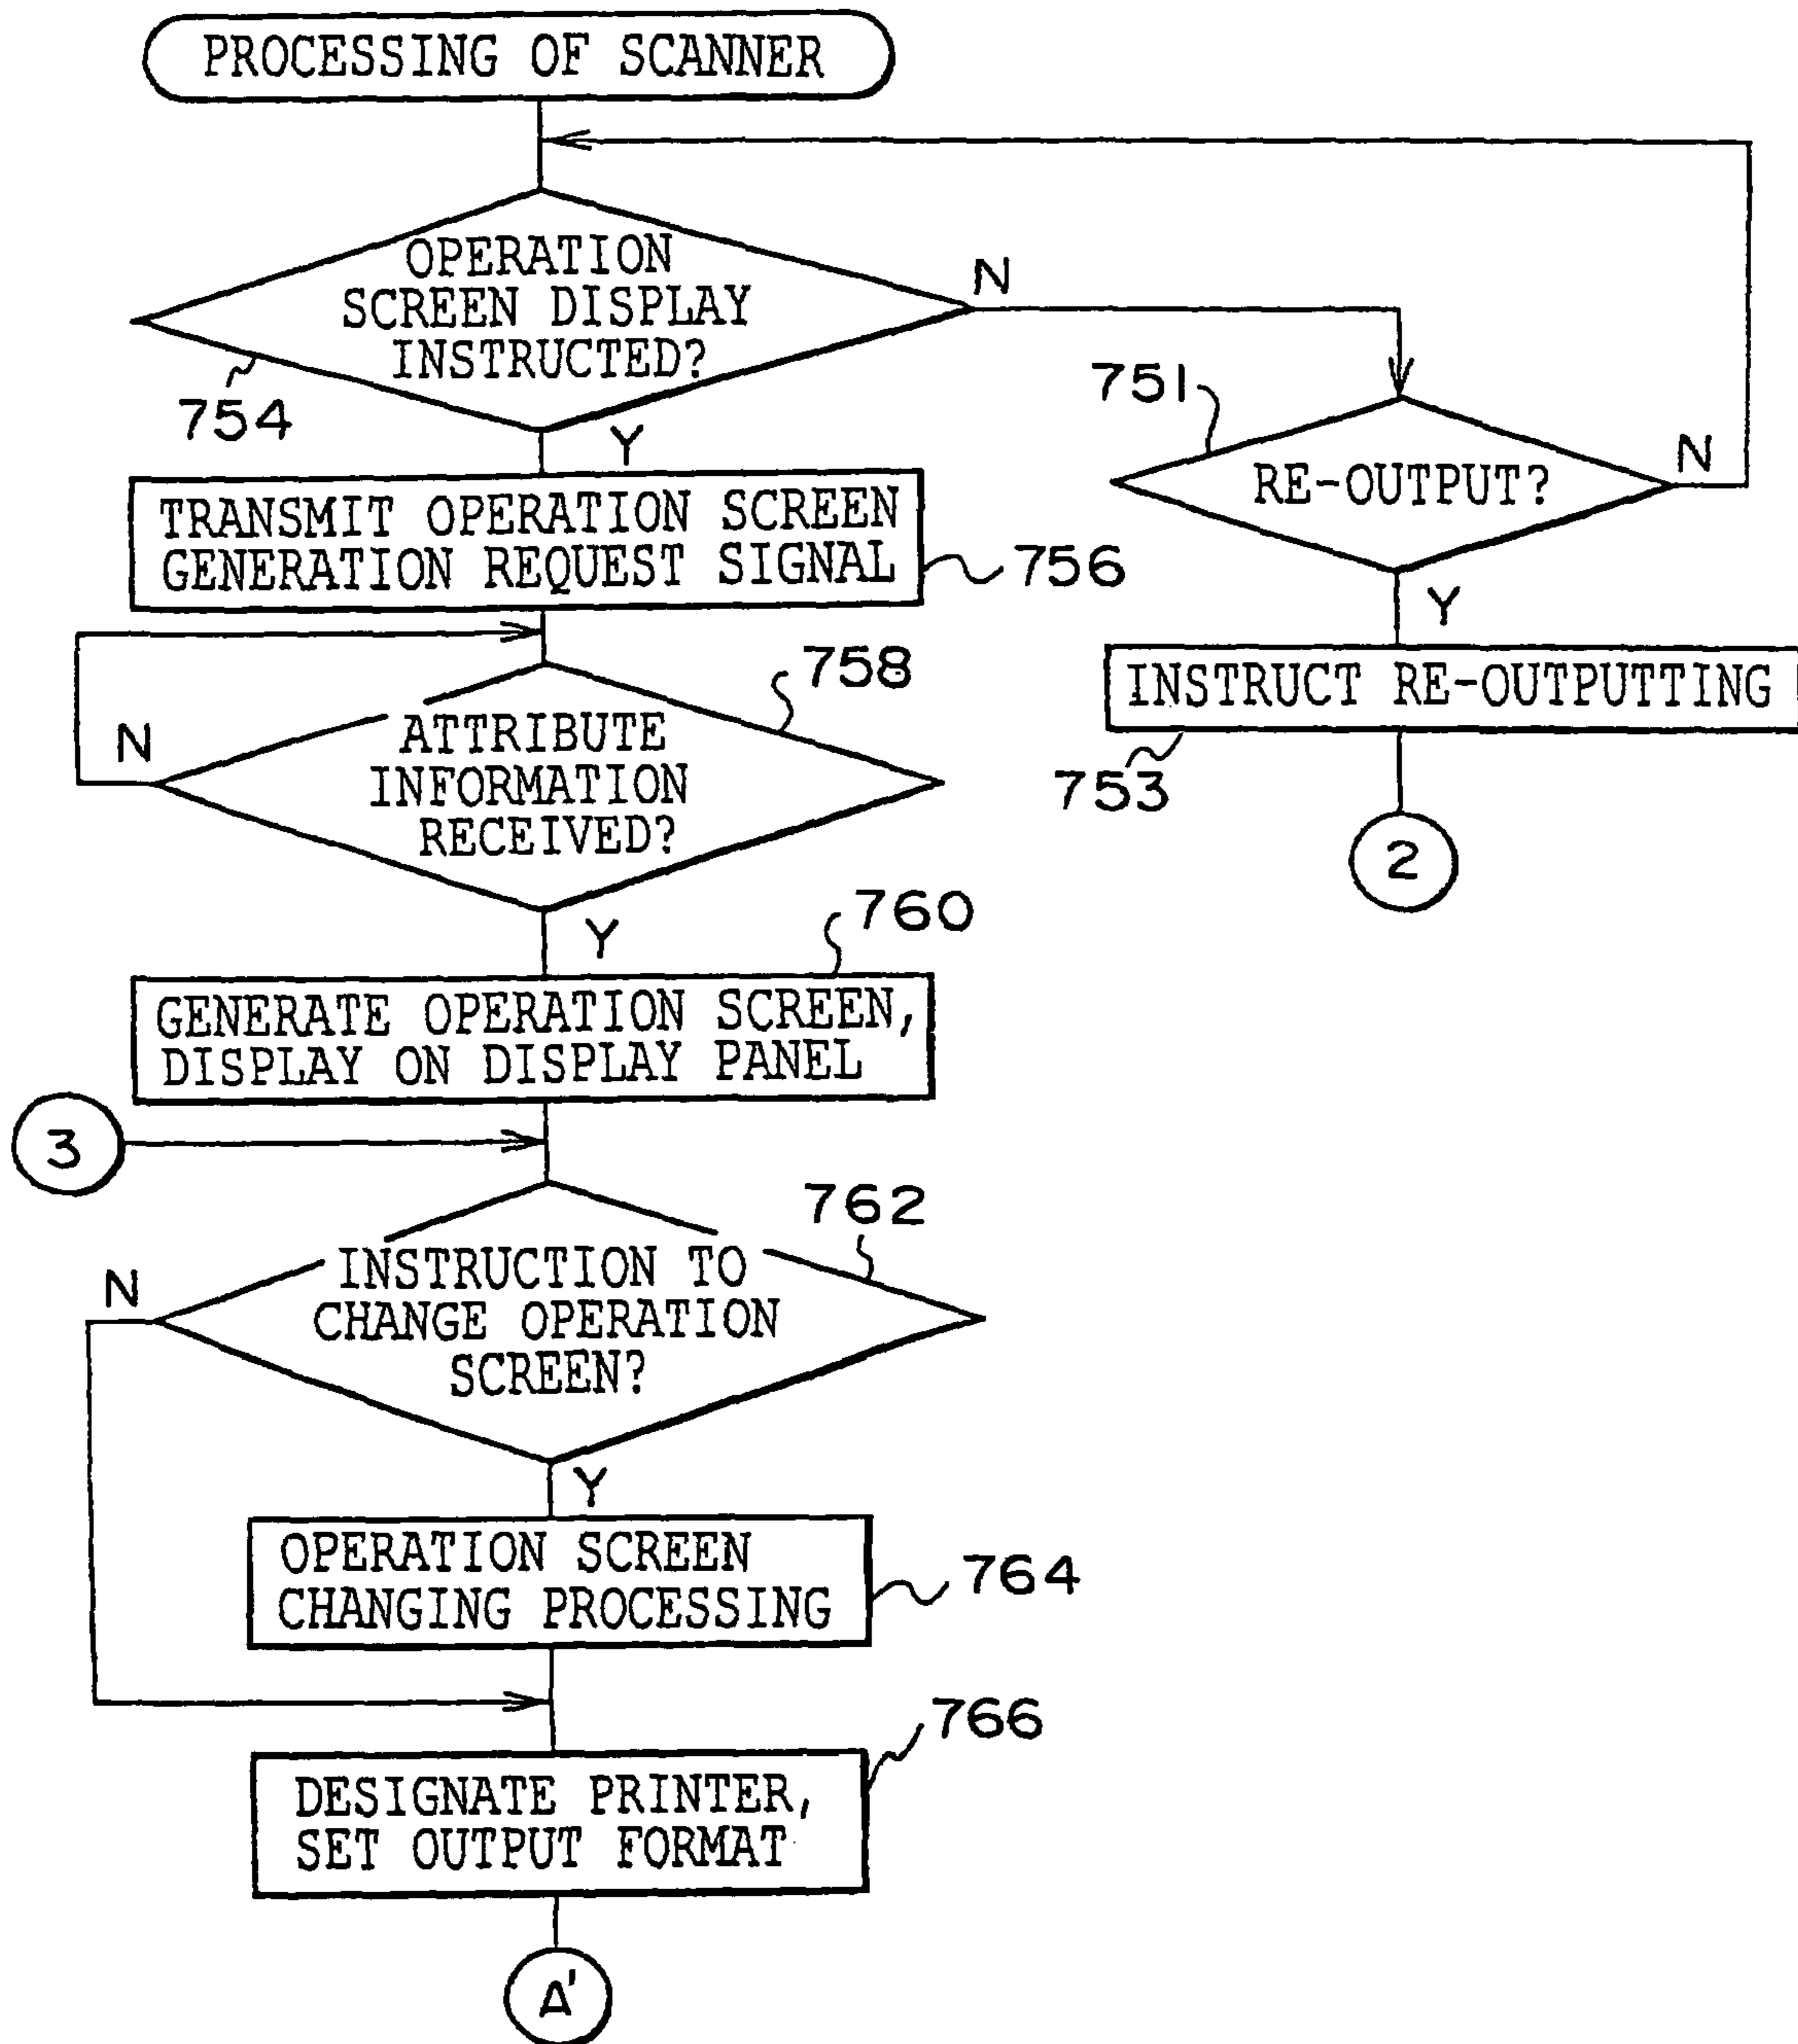 PROCESSING OF SCANNER
OPERATION
SCREEN DISPLAY
INSTRUCTED?
N
754
Y
751
RE-OUTPUT?
N
TRANSMIT OPERATION SCREEN
GENERATION REQUEST SIGNAL
756
Y
INSTRUCT RE-OUTPUTTING
753
2
758
N
ATTRIBUTE
INFORMATION
RECEIVED?
Y
760
GENERATE OPERATION SCREEN,
DISPLAY ON DISPLAY PANEL
3
762
N
INSTRUCTION TO
CHANGE OPERATION
SCREEN?
Y
OPERATION SCREEN
CHANGING PROCESSING
764
766
DESIGNATE PRINTER,
SET OUTPUT FORMAT
A'